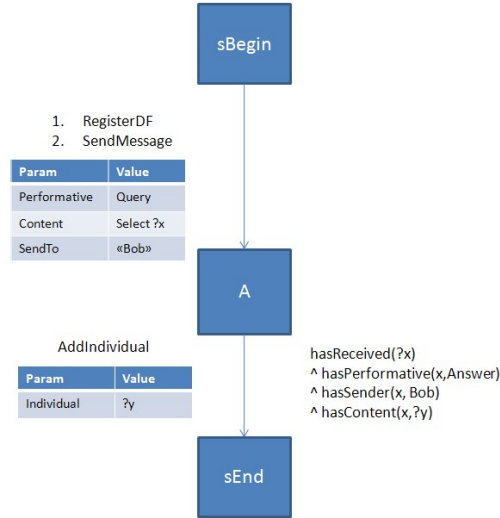 sBegin
1. RegisterDF
2. SendMessage
Param Value
Performative Query
Content Select ?x
SendTo «Bob»
A
AddIndividual
Param Value
Individual ?y
hasReceived(?x)
^ hasPerformative(x,Answer)
^ hasSender(x, Bob)
^ hasContent(x,?y)
sEnd